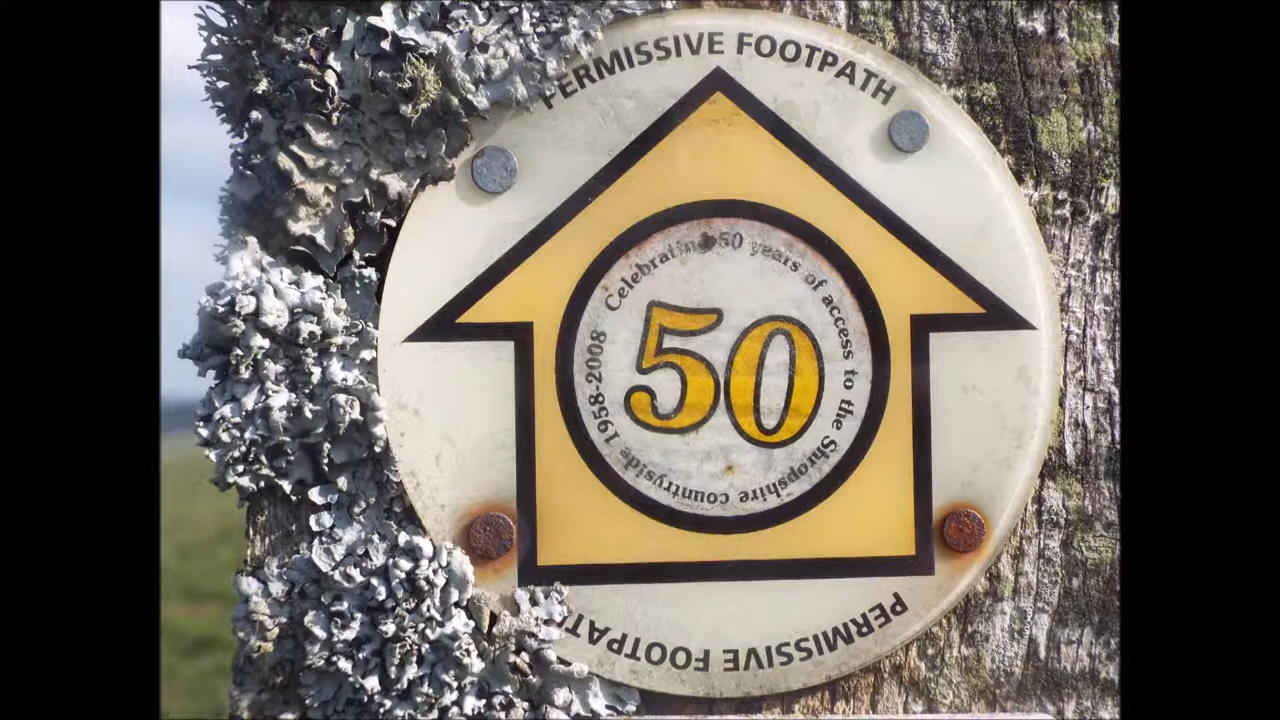 PERMISSIVE FOOTPATH
Celebrating 50 years of access to the Shropshire countryside 1958-2008
50
PERMISSIVE FOOTPATH